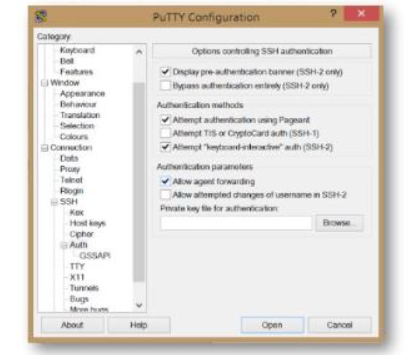 PuTTY Configuration
?
Category:
Keyboard
Bell
Features
Window
Appearance
Behaviour
Translation
Selection
Colours
Connection
Data
Proxy
Telnet
Rlogin
SSH
Kex
Host keys
Cipher
Auth
GSSAPI
TTY
X11
Tunnels
Bugs
More bugs
Options controlling SSH authentication
Display pre-authentication banner (SSH-2 only)
Bypass authentication entirely (SSH-2 only)
Authentication methods
Attempt authentication using Pageant
Attempt TIS or CryptoCard auth (SSH-1)
Attempt "keyboard-interactive" auth (SSH-2)
Authentication parameters
Allow agent forwarding
Allow attempted changes of username in SSH-2
Private key file for authentication:
Browse...
About
Help
Open
Cancel